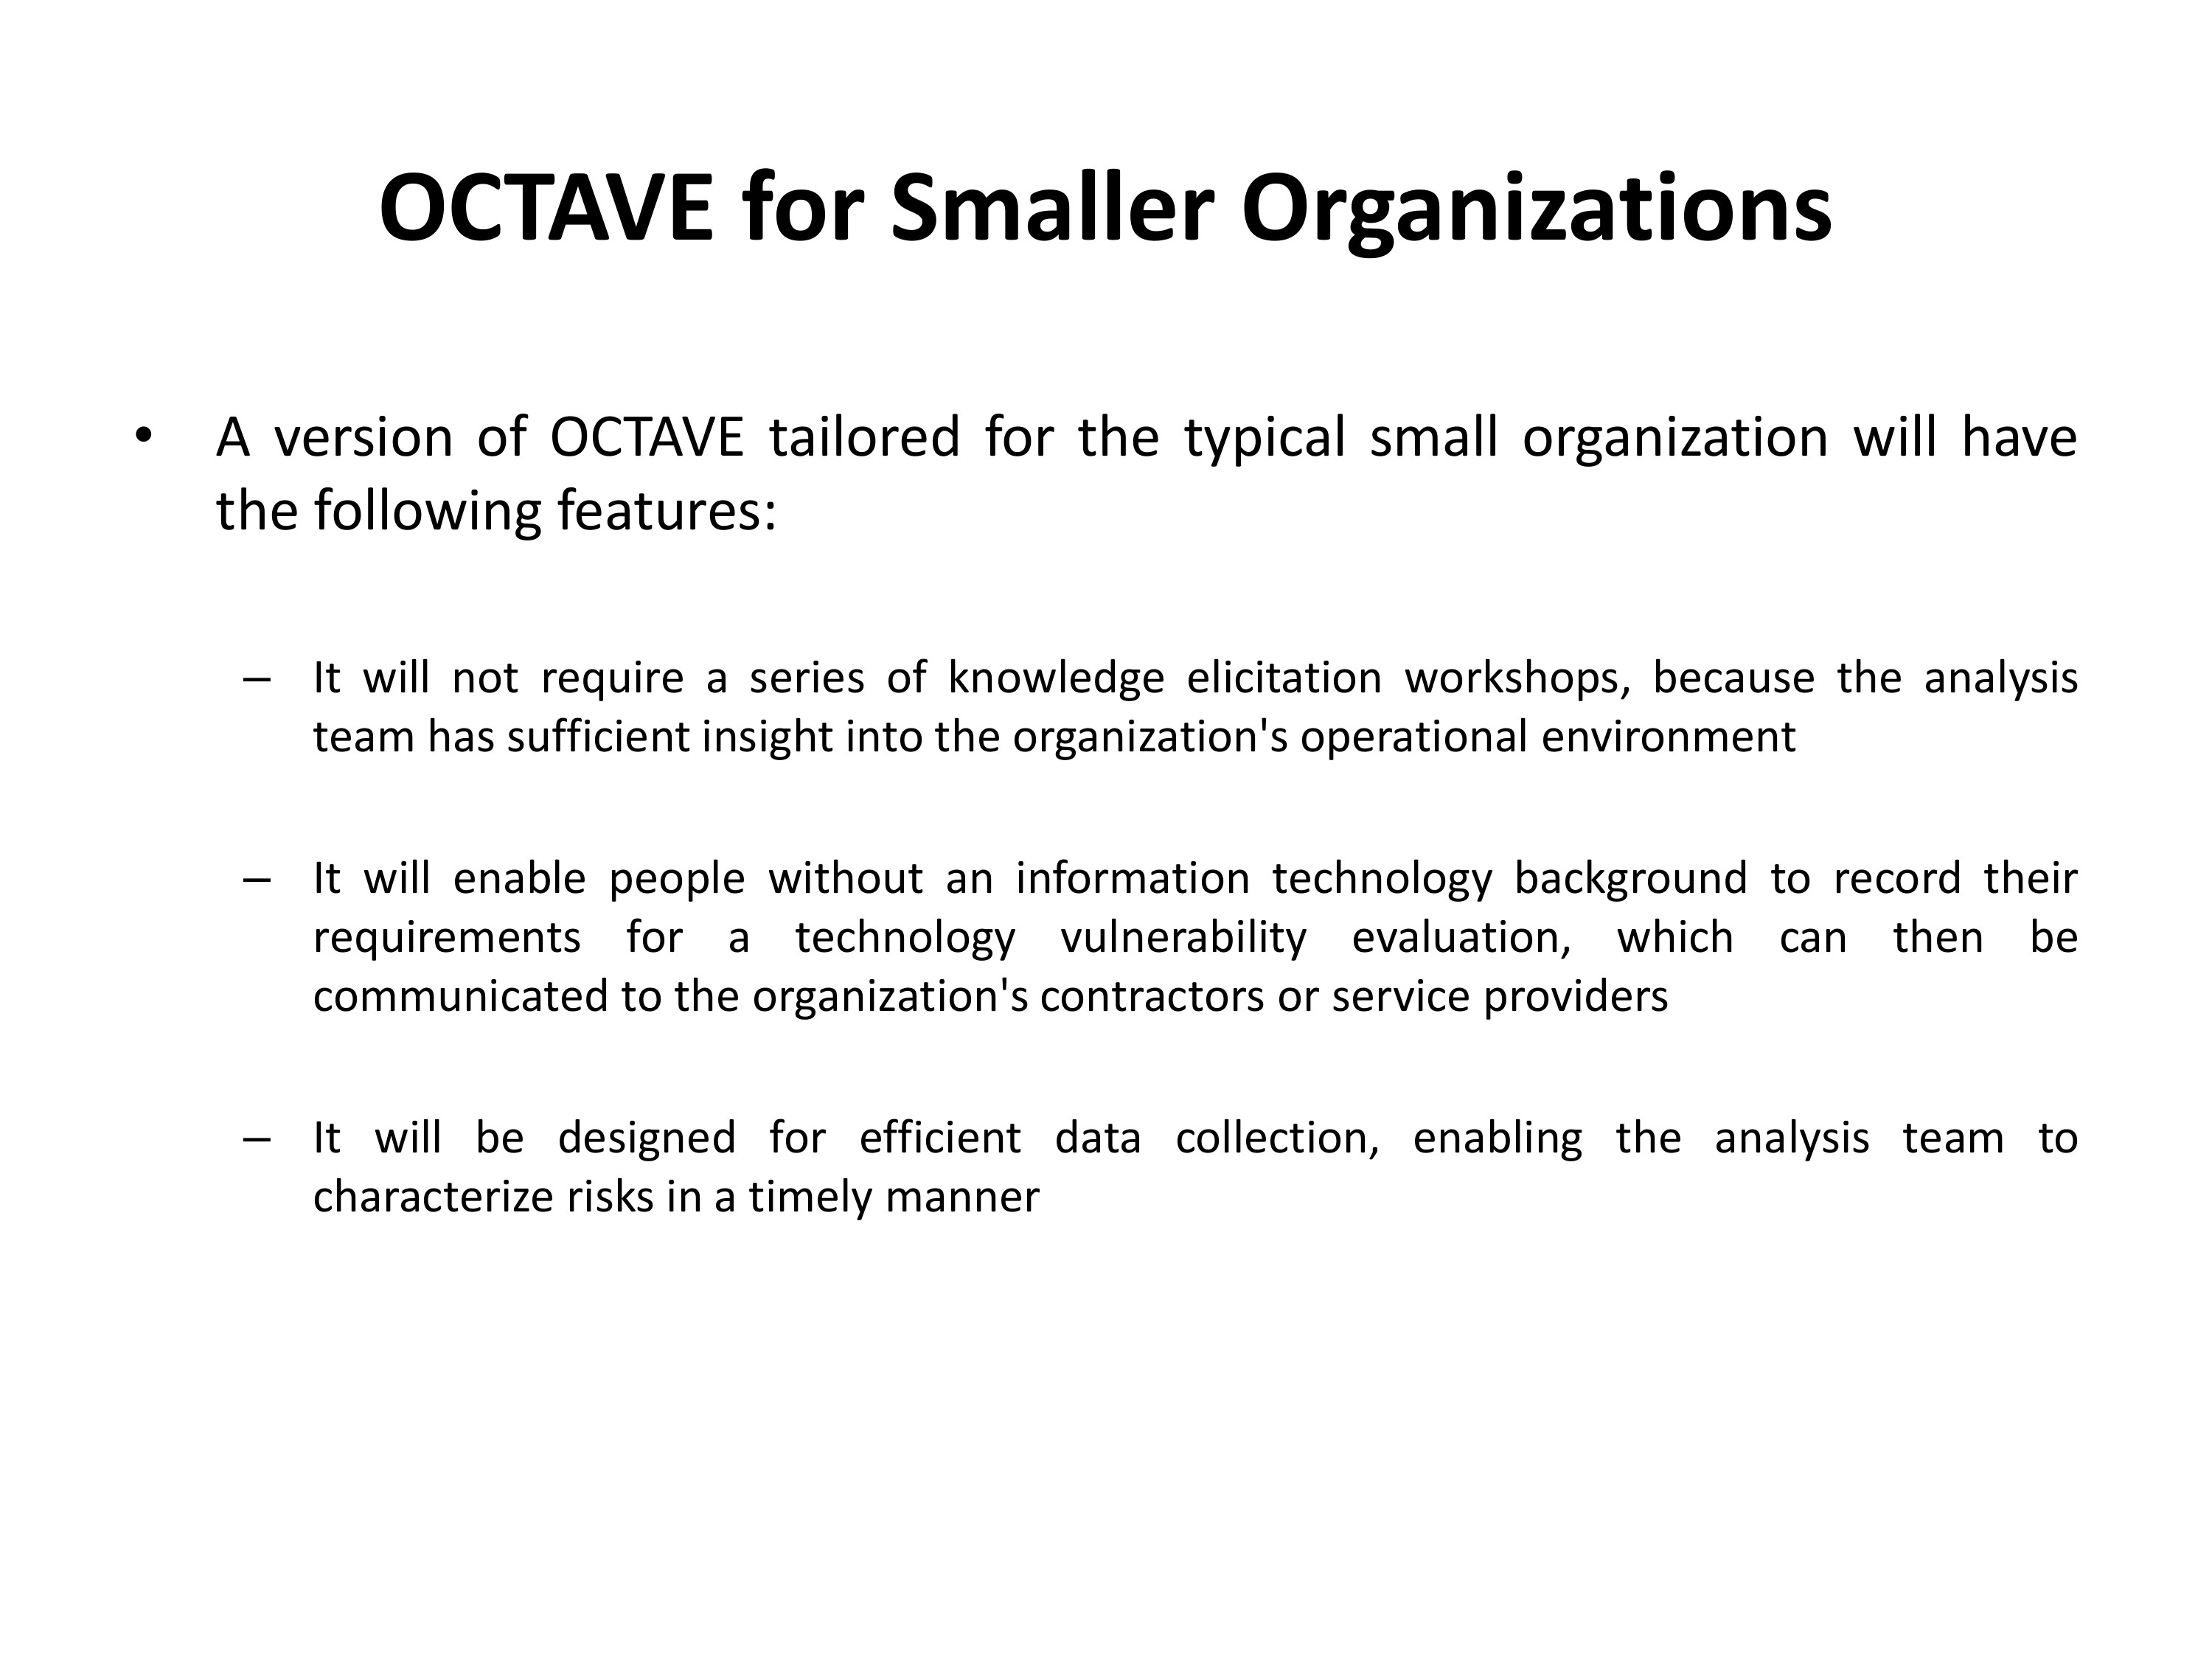 OCTAVE for Smaller Organizations
• A version of OCTAVE tailored for the typical small organization will have
the following features:
– It will not require a series of knowledge elicitation workshops, because the analysis
team has sufficient insight into the organization's operational environment
– It will enable people without an information technology background to record their
requirements for a technology vulnerability evaluation, which can then be
communicated to the organization's contractors or service providers
– It will be designed for efficient data collection, enabling the analysis team to
characterize risks in a timely manner